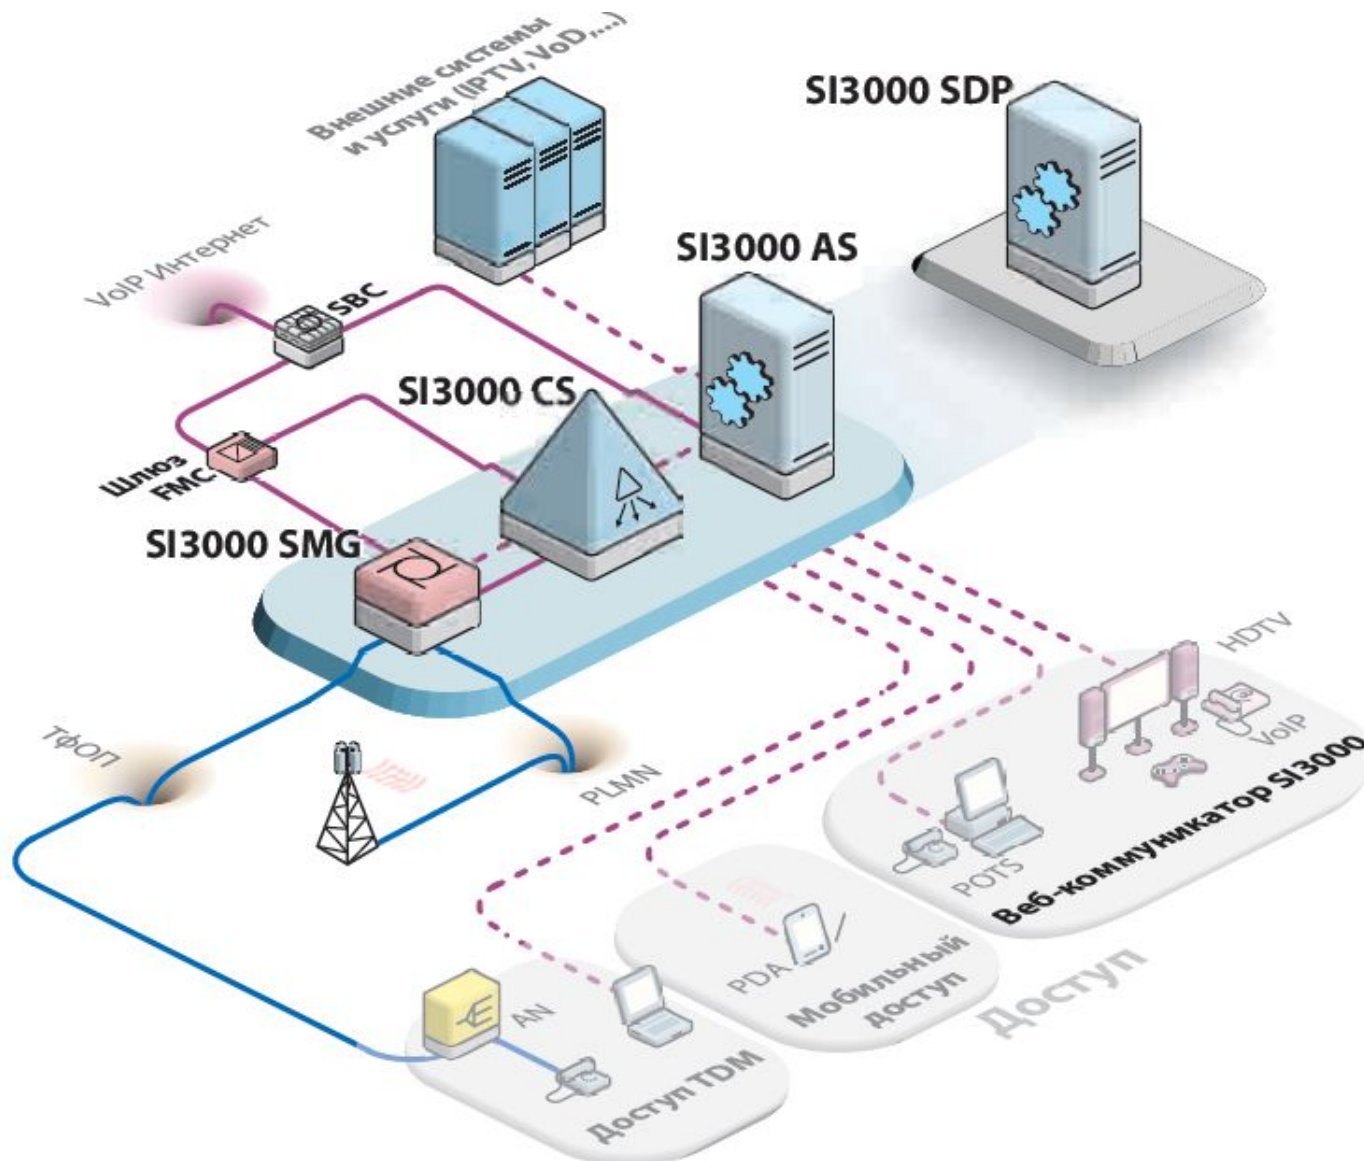 Внешние системы
и услуги (IPTV, VoD,...)
SI3000 SDP
SI3000 AS
VoIP Интернет
SBC
SI3000 CS
Шлюз
FMC
SI3000 SMG
ТфОП
PLMN
HDTV
VoIP
POTS
Веб-коммуникатор SI3000
PDA
Мобильный
доступ
Доступ
AN
Доступ TDM